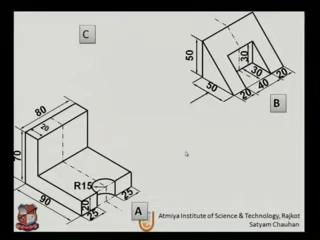 C
50
30
30
50
20
40
20
B
80
20
70
R15
90
20
25
25
A
Atmiya Institute of Science & Technology, Rajkot
Satyam Chauhan